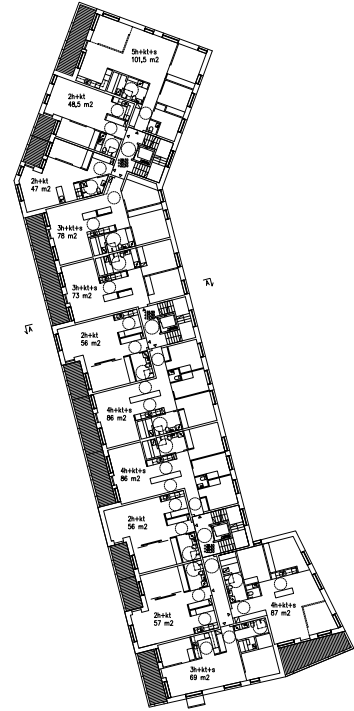 5h+kt+s
101,5 m2
2h+kt
48,5 m2
2h+kt
47 m2
3h+kt+s
78 m2
3h+kt+s
73 m2
A
A
2h+kt
56 m2
4h+kt+s
86 m2
4h+kt+s
86 m2
2h+kt
56 m2
2h+kt
57 m2
4h+kt+s
87 m2
3h+kt+s
69 m2